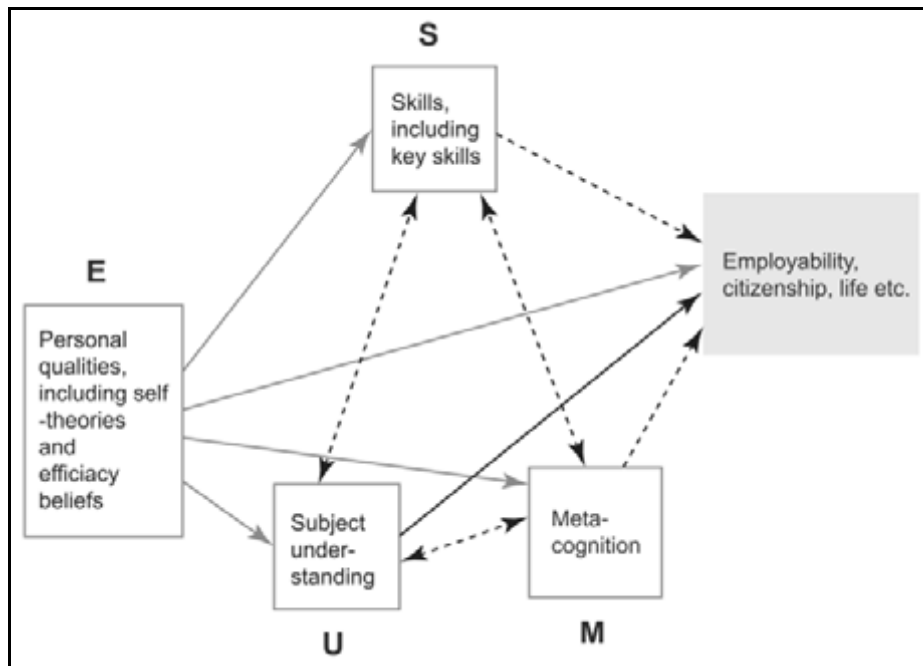 S
Skills,
including
key skills
Employability,
citizenship, life etc.
E
Personal
qualities,
including self
-theories
and
efficiacy
beliefs
Subject
under-
standing
Meta-
cognition
U
M